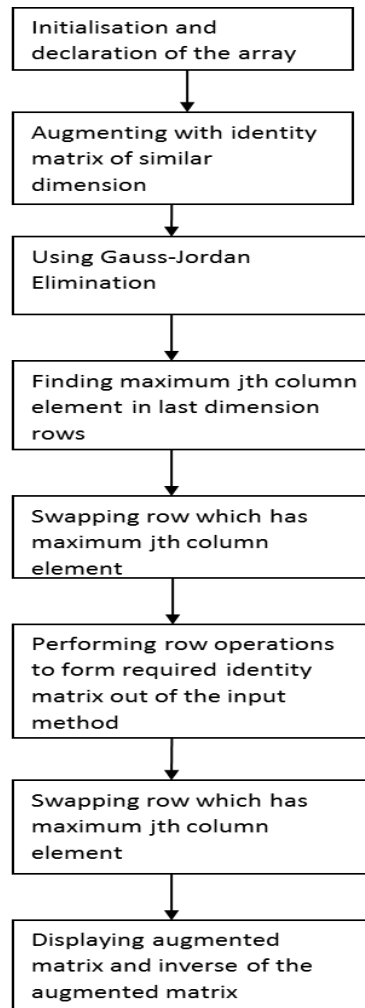 Initialisation and
declaration of the array
Augmenting with identity
matrix of similar
dimension
Using Gauss-Jordan
Elimination
Finding maximum jth column
element in last dimension
rows
Swapping row which has
maximum jth column
element
Performing row operations
to form required identity
matrix out of the input
method
Swapping row which has
maximum jth column
element
Displaying augmented
matrix and inverse of the
augmented matrix